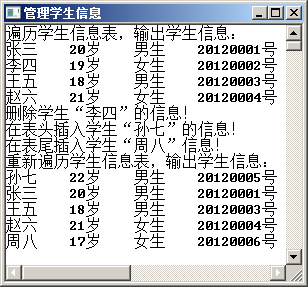 管理学生信息
遍历学生信息表，输出学生信息：
张三 20岁 男生 20120001号
李四 19岁 女生 20120002号
王五 18岁 男生 20120003号
赵六 21岁 女生 20120004号
删除学生“李四”的信息！
在表头插入学生“孙七”的信息！
在表尾插入学生“周八”信息！
重新遍历学生信息表，输出学生信息：
孙七 22岁 男生 20120005号
张三 20岁 男生 20120001号
王五 18岁 男生 20120003号
赵六 21岁 女生 20120004号
周八 17岁 女生 20120006号